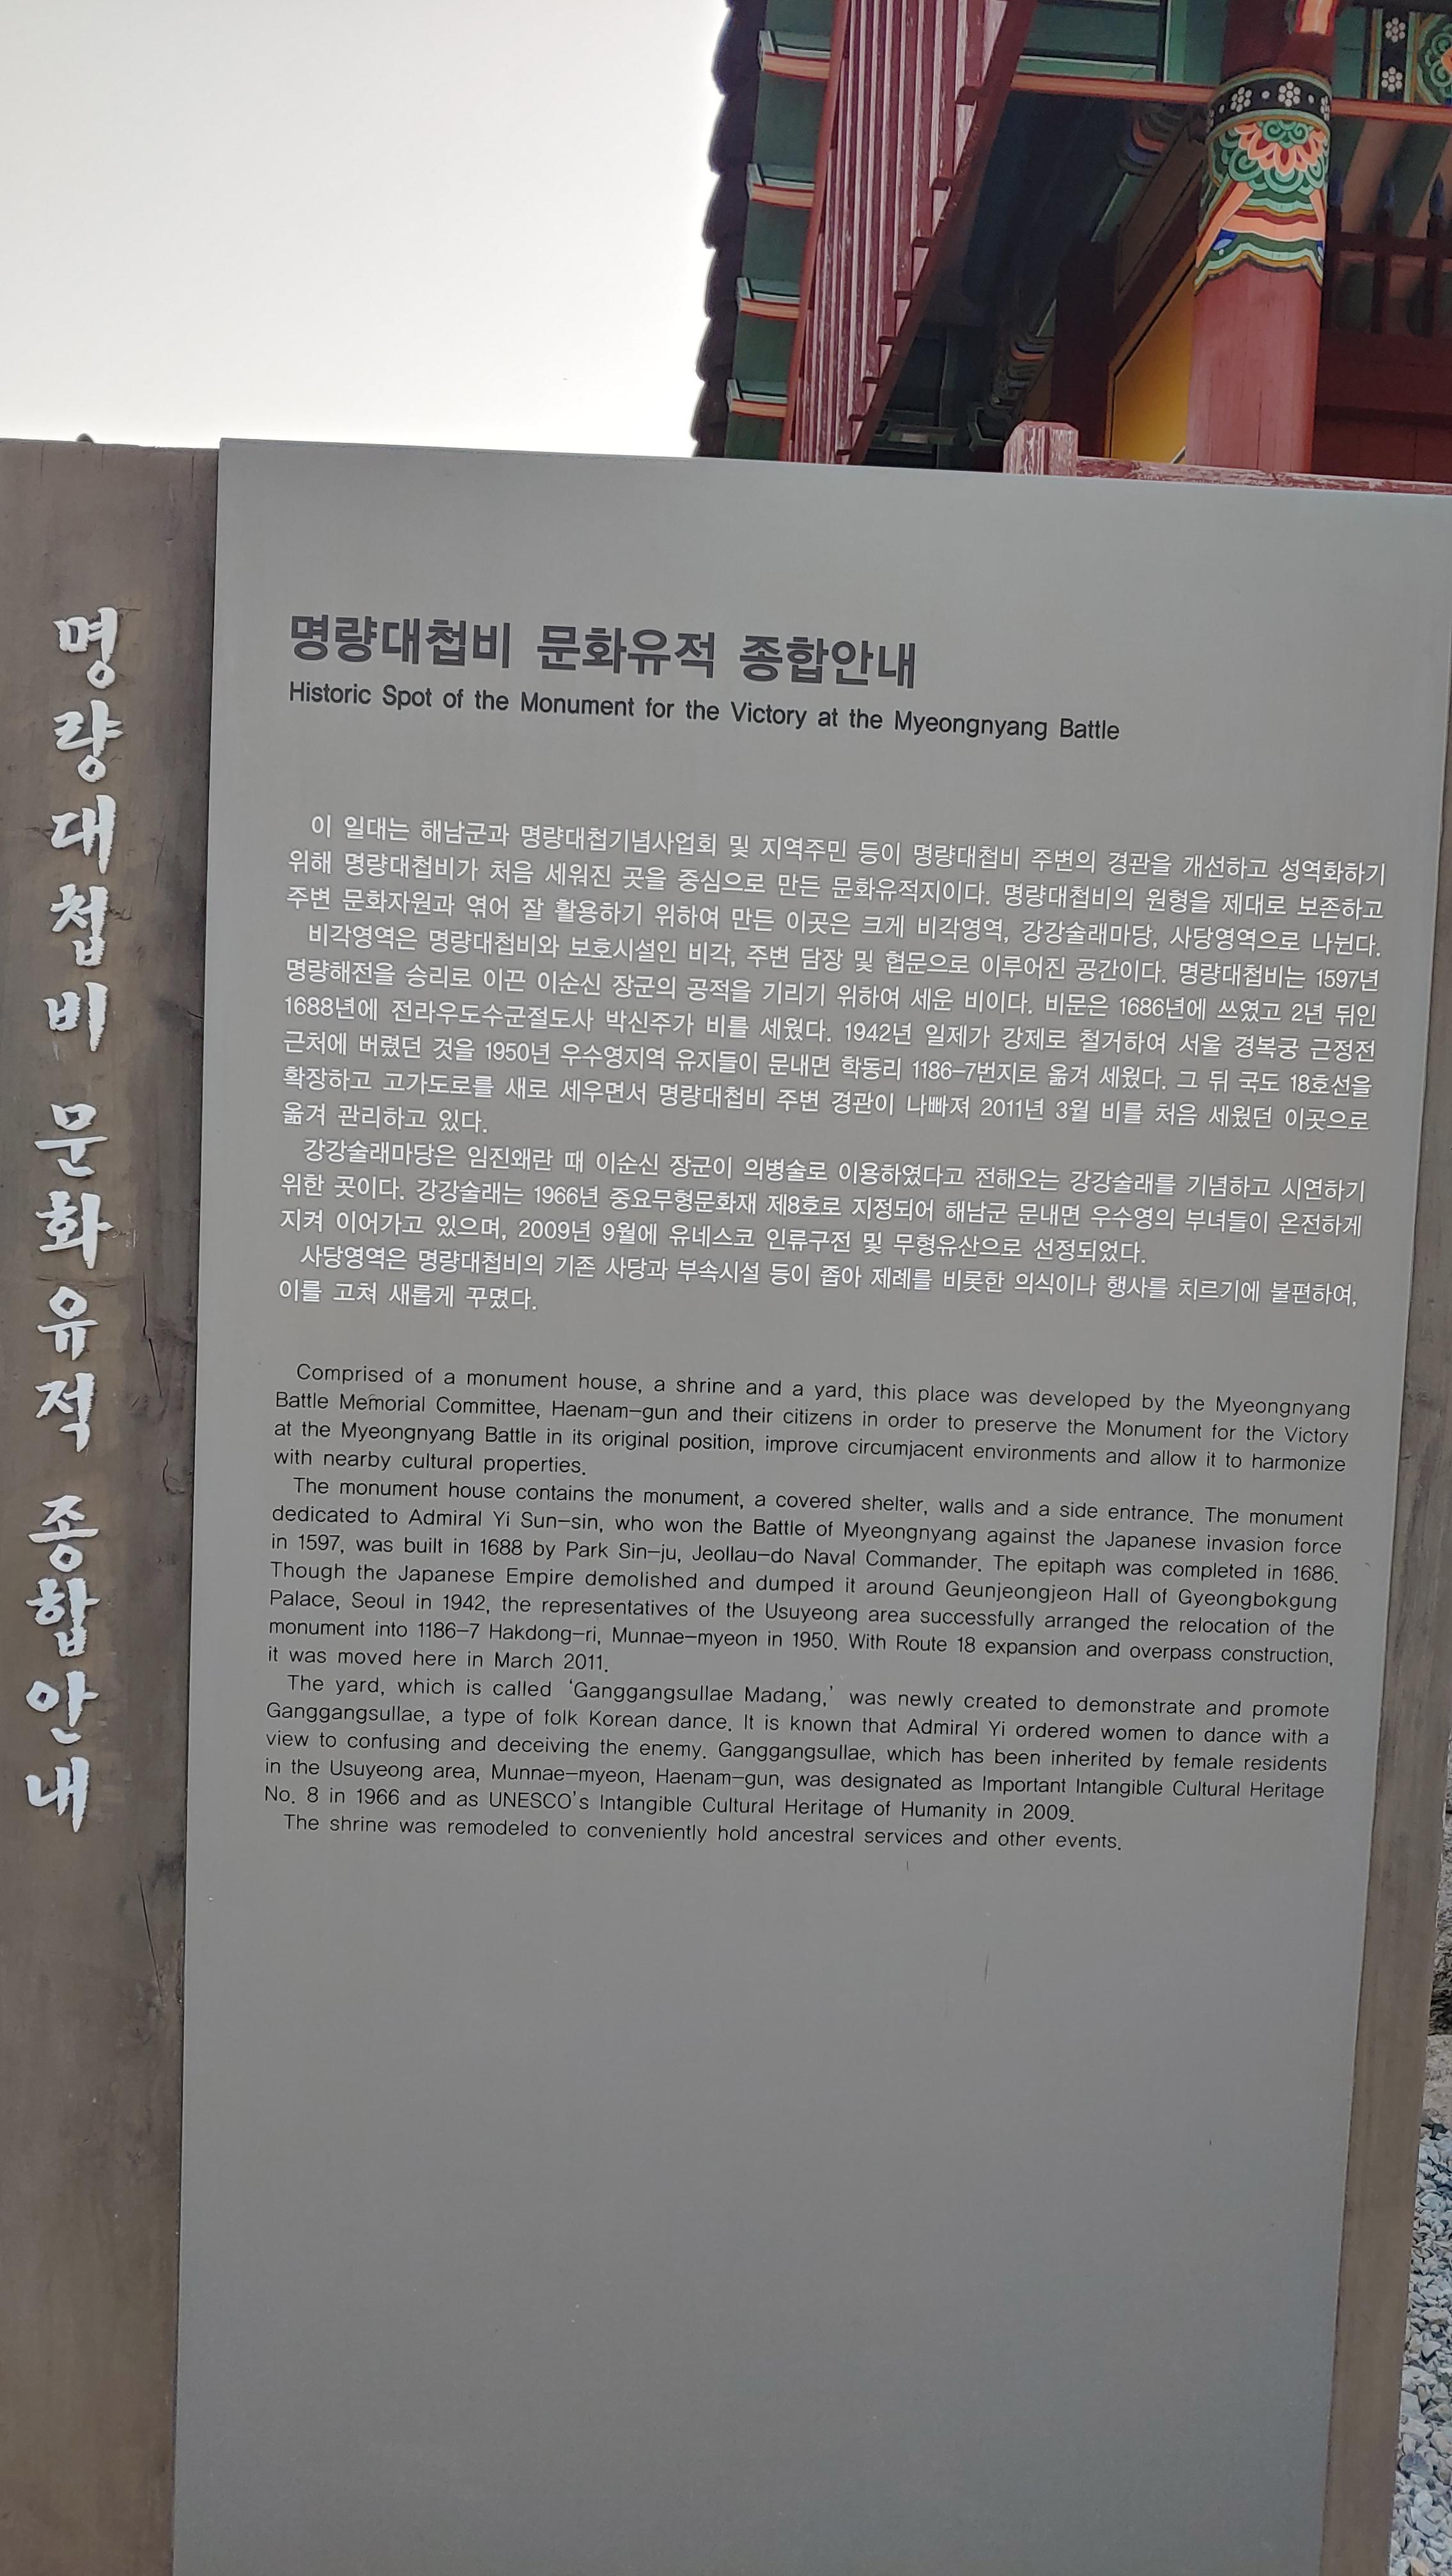 명량대첩비 문화유적 종합안내
명량대첩비 문화유적 종합안내
Historic Spot of the Monument for the Victory at the Myeongnyang Battle
이 일대는 해남군과 명량대첩기념사업회 및 지역주민 등이 명량대첩비 주변의 경관을 개선하고 성역화하기
위해 명량대첩비가 처음 세워진 곳을 중심으로 만든 문화유적지이다. 명량대첩비의 원형을 제대로 보존하고
주변 문화자원과 엮어 잘 활용하기 위하여 만든 이곳은 크게 비각영역, 강강술래마당, 사당영역으로 나뉜다.
비각영역은 명량대첩비와 보호시설인 비각, 주변 담장 및 협문으로 이루어진 공간이다. 명량대첩비는 1597년
명량해전을 승리로 이끈 이순신 장군의 공적을 기리기 위하여 세운 비이다. 비문은 1686년에 쓰였고 2년 뒤인
1688년에 전라우도수군절도사 박신주가 비를 세웠다. 1942년 일제가 강제로 철거하여 서울 경복궁 근정전
근처에 버렸던 것을 1950년 우수영지역 유지들이 문내면 학동리 1186-7번지로 옮겨 세웠다. 그 뒤 국도 18호선을
확장하고 고가도로를 새로 세우면서 명량대첩비 주변 경관이 나빠져 2011년 3월 비를 처음 세웠던 이곳으로
옮겨 관리하고 있다.
강강술래마당은 임진왜란 때 이순신 장군이 의병술로 이용하였다고 전해오는 강강술래를 기념하고 시연하기
위한 곳이다. 강강술래는 1966년 중요무형문화재 제8호로 지정되어 해남군 문내면 우수영의 부녀들이 온전하게
지켜 이어가고 있으며, 2009년 9월에 유네스코 인류구전 및 무형유산으로 선정되었다.
사당영역은 명량대첩비의 기존 사당과 부속시설 등이 좁아 제례를 비롯한 의식이나 행사를 치르기에 불편하여,
이를 고쳐 새롭게 꾸몄다.
Comprised of a monument house, a shrine and a yard, this place was developed by the Myeongnyang
Battle Memorial Committee, Haenam-gun and their citizens in order to preserve the Monument for the Victory
at the Myeongnyang Battle in its original position, improve circumjacent environments and allow it to harmonize
with nearby cultural properties.
The monument house contains the monument, a covered shelter, walls and a side entrance. The monument
dedicated to Admiral Yi Sun-sin, who won the Battle of Myeongnyang against the Japanese invasion force
in 1597, was built in 1688 by Park Sin-ju, Jeollau-do Naval Commander. The epitaph was completed in 1686.
Though the Japanese Empire demolished and dumped it around Geunjeongjeon Hall of Gyeongbokgung
Palace, Seoul in 1942, the representatives of the Usuyeong area successfully arranged the relocation of the
monument into 1186-7 Hakdong-ri, Munnae-myeon in 1950. With Route 18 expansion and overpass construction,
it was moved here in March 2011.
The yard, which is called ‘Ganggangsullae Madang,’ was newly created to demonstrate and promote
Ganggangsullae, a type of folk Korean dance. It is known that Admiral Yi ordered women to dance with a
view to confusing and deceiving the enemy. Ganggangsullae, which has been inherited by female residents
in the Usuyeong area, Munnae-myeon, Haenam-gun, was designated as Important Intangible Cultural Heritage
No. 8 in 1966 and as UNESCO's Intangible Cultural Heritage of Humanity in 2009.
The shrine was remodeled to conveniently hold ancestral services and other events.